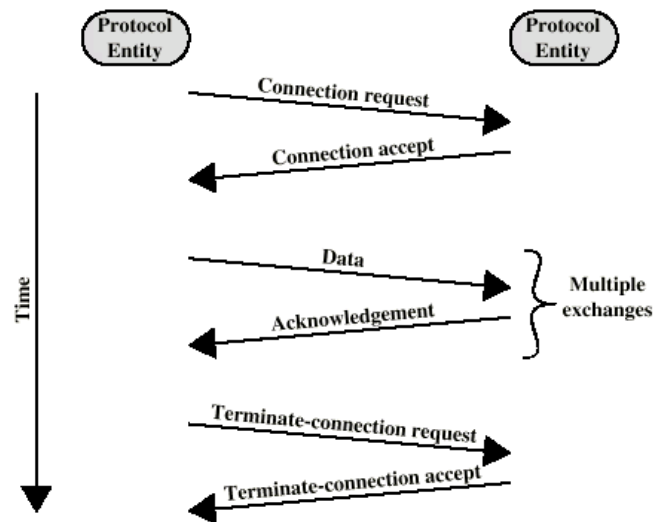 Protocol
Entity
Protocol
Entity
Connection request
Connection accept
Data
Acknowledgement
Multiple
exchanges
Time
Terminate-connection request
Terminate-connection accept